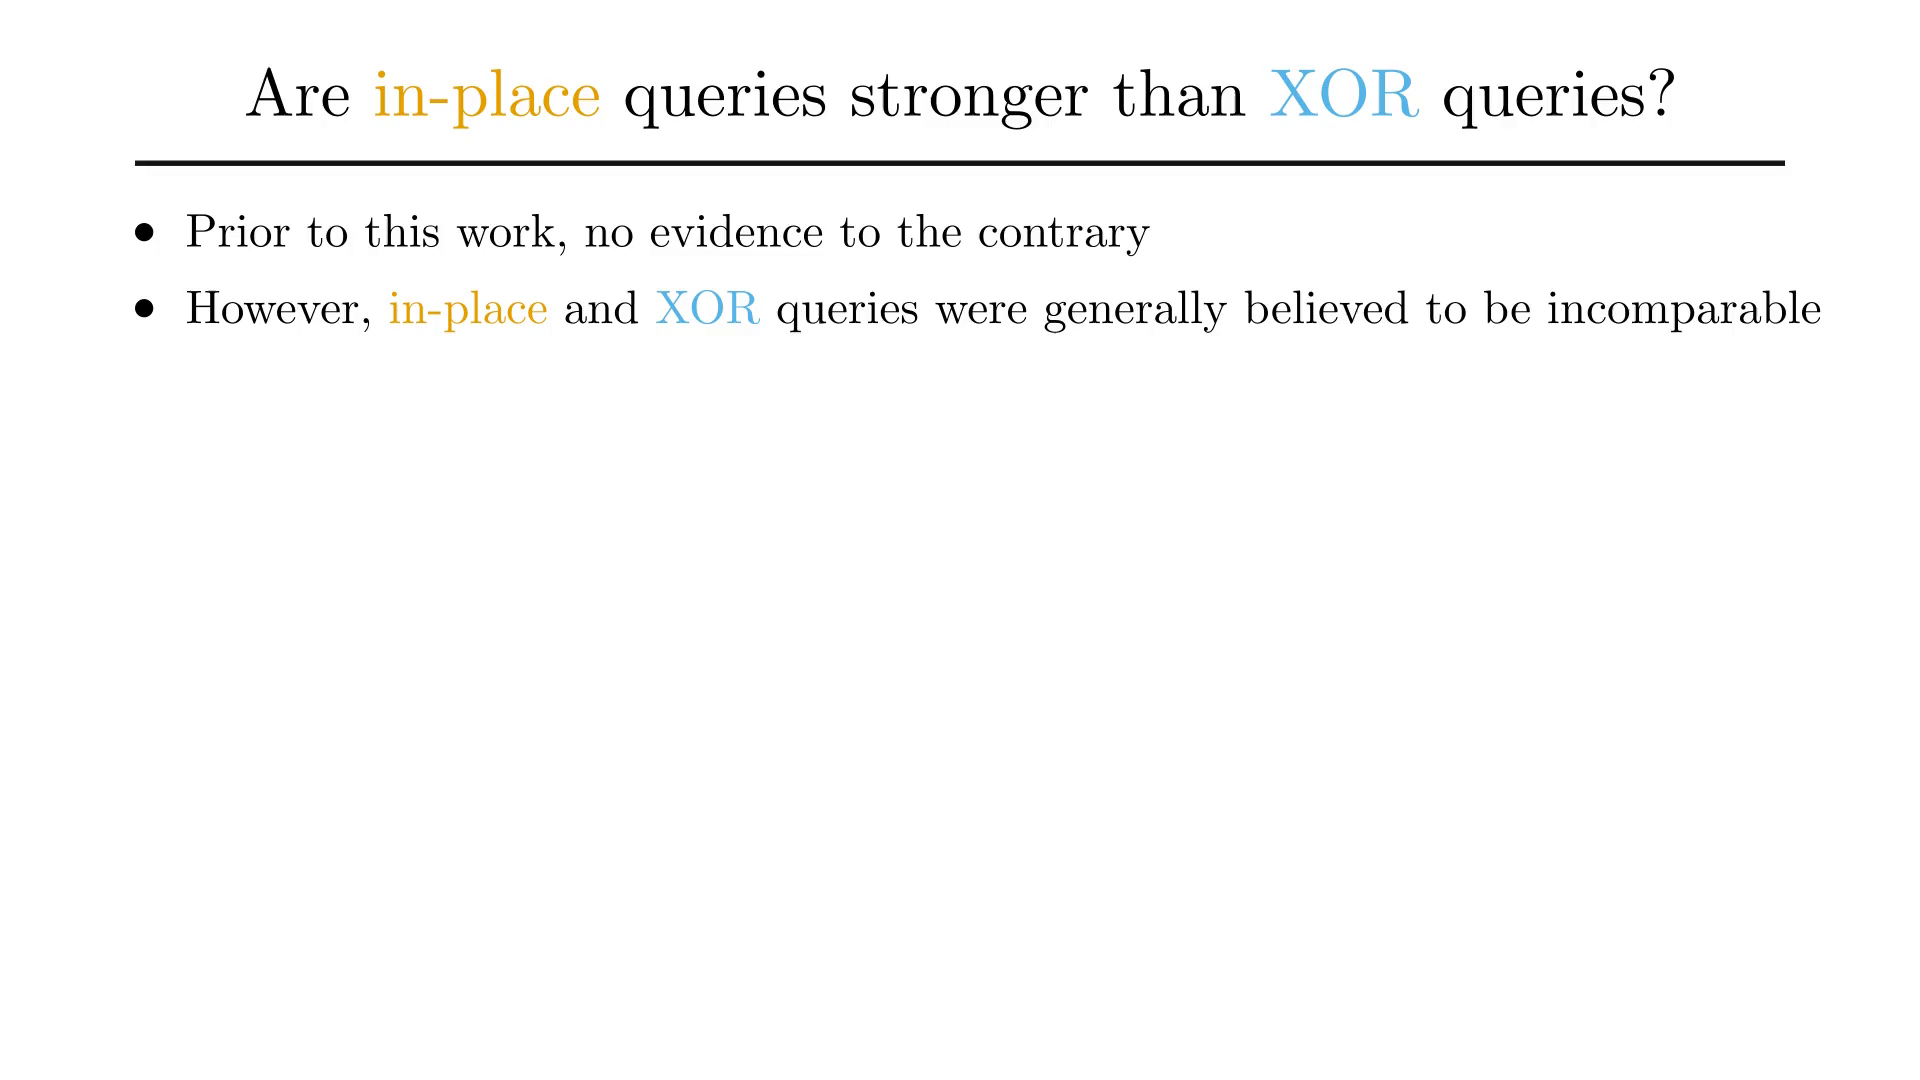 Are in-place queries stronger than XOR queries?
• Prior to this work, no evidence to the contrary
• However, in-place and XOR queries were generally believed to be incomparable